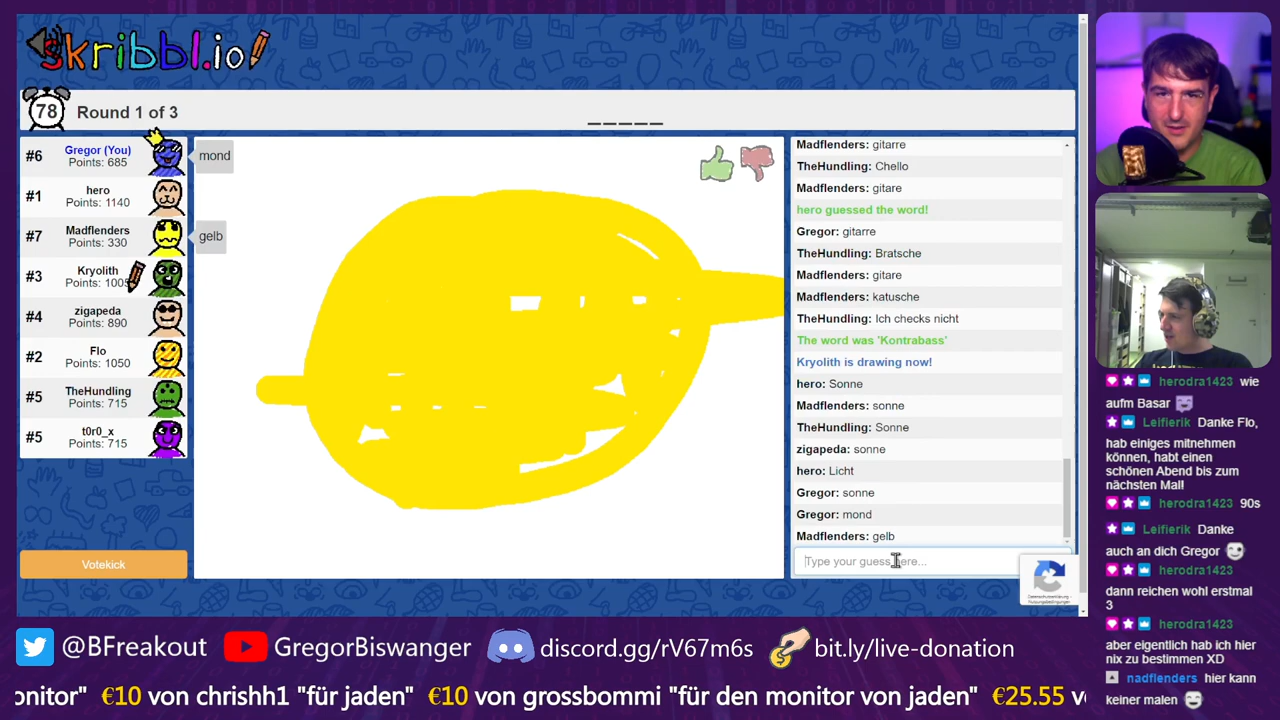 skribbl.io
78
Round 1 of 3
_____
#6
Gregor (You)
Points: 685
#1
hero
Points: 1140
#7
Madflenders
Points: 330
#3
Kryolith
Points: 1005
#4
zigapeda
Points: 890
#2
Flo
Points: 1050
#5
TheHundling
Points: 715
#5
t0r0_x
Points: 715
Votekick
mond
gelb
Madflenders: gitarre
TheHundling: Chello
Madflenders: gitare
hero guessed the word!
Gregor: gitarre
TheHundling: Bratsche
Madflenders: gitare
Madflenders: katusche
TheHundling: Ich checks nicht
The word was 'Kontrabass'
Kryolith is drawing now!
hero: Sonne
Madflenders: sonne
TheHundling: Sonne
zigapeda: sonne
hero: Licht
Gregor: sonne
Gregor: mond
Madflenders: gelb
Type your guess here...
herodra1423 wie
aufm Basar
Leifierik Danke Flo,
hab einiges mitnehmen
können, habt einen
schönen Abend bis zum
nächsten Mal!
herodra1423 90s
Leifierik Danke
auch an dich Gregor
herodra1423
dann reichen wohl erstmal
3
herodra1423
aber eigentlich hab ich hier
nix zu bestimmen XD
nadflenders hier kann
keiner malen
@BFreakout GregorBiswanger discord.gg/rV67m6s bit.ly/live-donation
onitor" €10 von chrishh1 "für jaden" €10 von grossbommi "für den monitor von jaden" €25.55